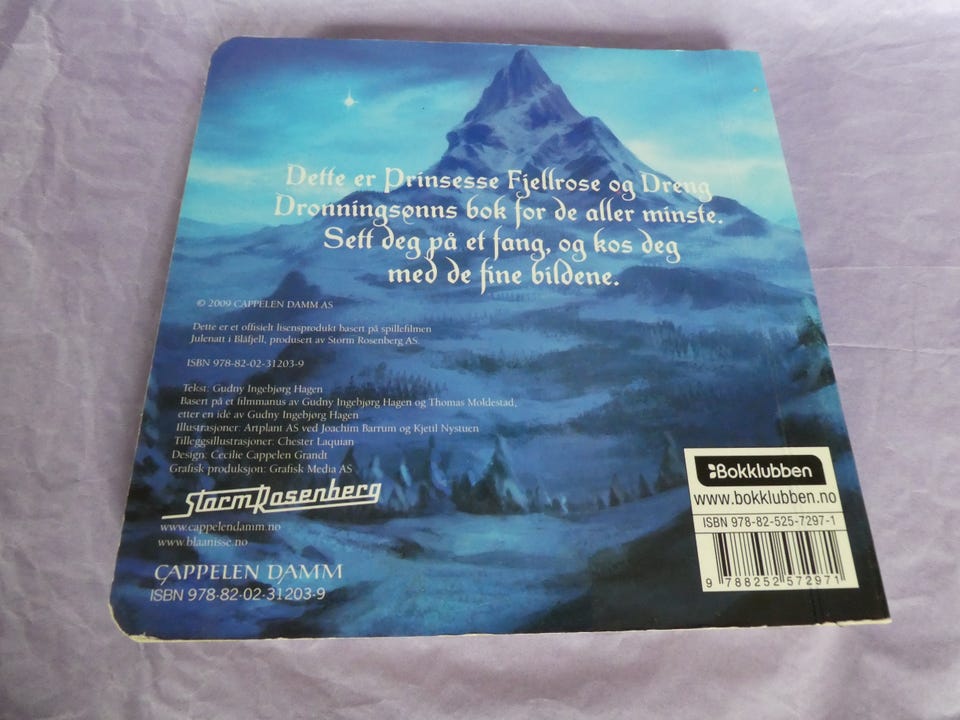 Dette er Prinsesse Fjellrose og Dreng
Dronningsønns bok for de aller minste.
Sett deg på et fang, og kos deg
med de fine bildene.
© 2009 CAPPELEN DAMM AS
Dette er et offisielt lisensprodukt basert på spillefilmen
Julenatt i Blåfjell, produsert av Storm Rosenberg AS.
ISBN 978-82-02-31203-9
Tekst: Gudny Ingebjørg Hagen
Basert på et filmmanus av Gudny Ingebjørg Hagen og Thomas Moldestad,
etter en idé av Gudny Ingebjørg Hagen
Illustrasjoner: Artplant AS ved Joachim Barrum og Kjetil Nystuen
Tilleggsillustrasjoner: Chester Laquian
Design: Cecilie Cappelen Grandt
Grafisk produksjon: Grafisk Media AS
StormRosenberg
www.cappelendamm.no
www.blaanisse.no
CAPPELEN DAMM
ISBN 978-82-02-31203-9
Bokklubben
www.bokklubben.no
ISBN 978-82-525-7297-1
9 788252 572971